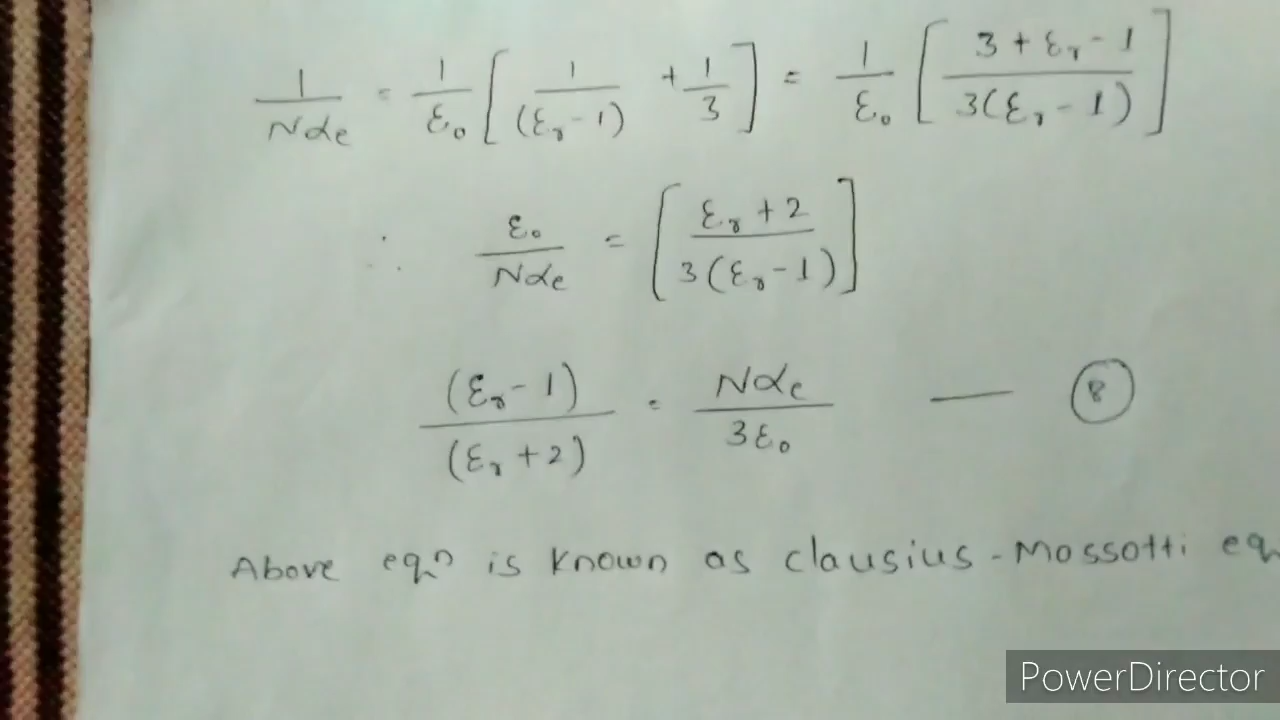 1/Nαe = 1/ε₀ [ 1/(εr - 1) + 1/3 ] = 1/ε₀ [ (3 + εr - 1)/3(εr - 1) ]
∴ ε₀/Nαe = [ (εr + 2)/3(εr - 1) ]
(εr - 1)/(εr + 2) = Nαe/3ε₀ — (8)
Above eqn is known as clausius - Mossotti eq
PowerDirector